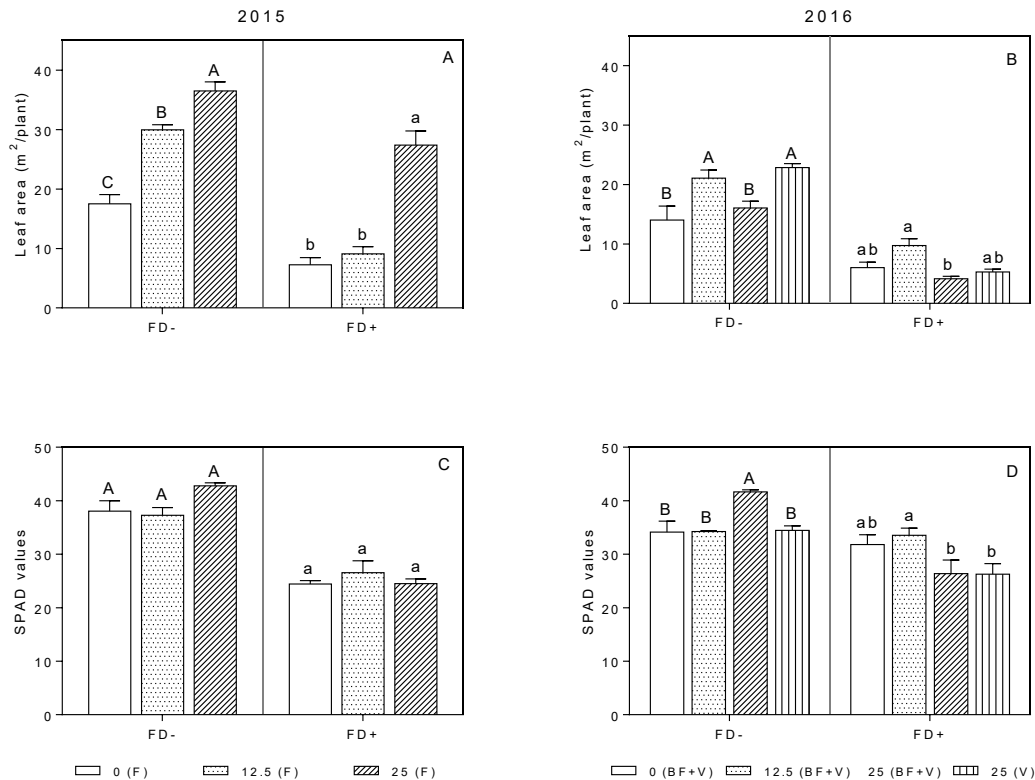 2015
2016
A
Leaf area (m²/plant)
40
30
20
10
0
C
B
A
b
b
a
FD-
FD+
B
Leaf area (m²/plant)
40
30
20
10
0
B
A
B
A
ab
a
b
ab
FD-
FD+
C
SPAD values
50
40
30
20
10
0
A
A
A
a
a
a
FD-
FD+
D
SPAD values
50
40
30
20
10
0
B
B
A
B
ab
a
b
b
FD-
FD+
0 (F) 12.5 (F) 25 (F)
0 (BF+V) 12.5 (BF+V) 25 (BF+V) 25 (V)